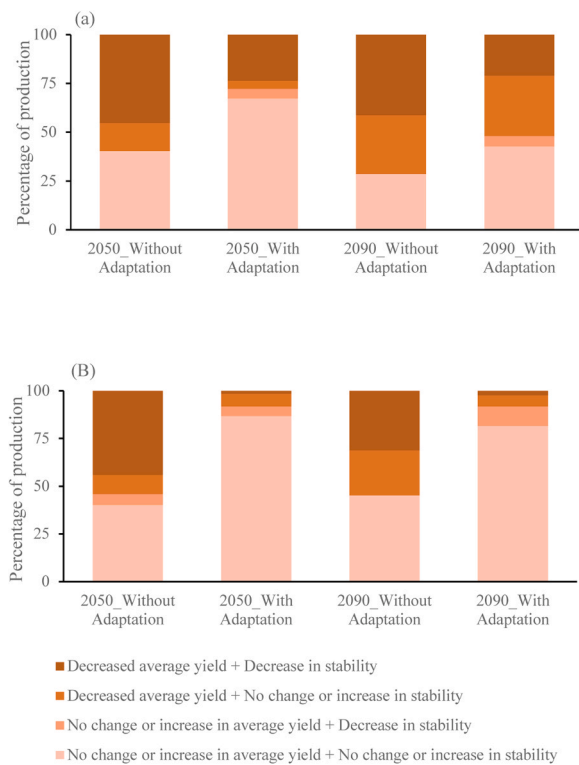 (a)
Percentage of production
100
75
50
25
0
2050_Without
Adaptation
2050_With
Adaptation
2090_Without
Adaptation
2090_With
Adaptation
(B)
Percentage of production
100
75
50
25
0
2050_Without
Adaptation
2050_With
Adaptation
2090_Without
Adaptation
2090_With
Adaptation
Decreased average yield + Decrease in stability
Decreased average yield + No change or increase in stability
No change or increase in average yield + Decrease in stability
No change or increase in average yield + No change or increase in stability